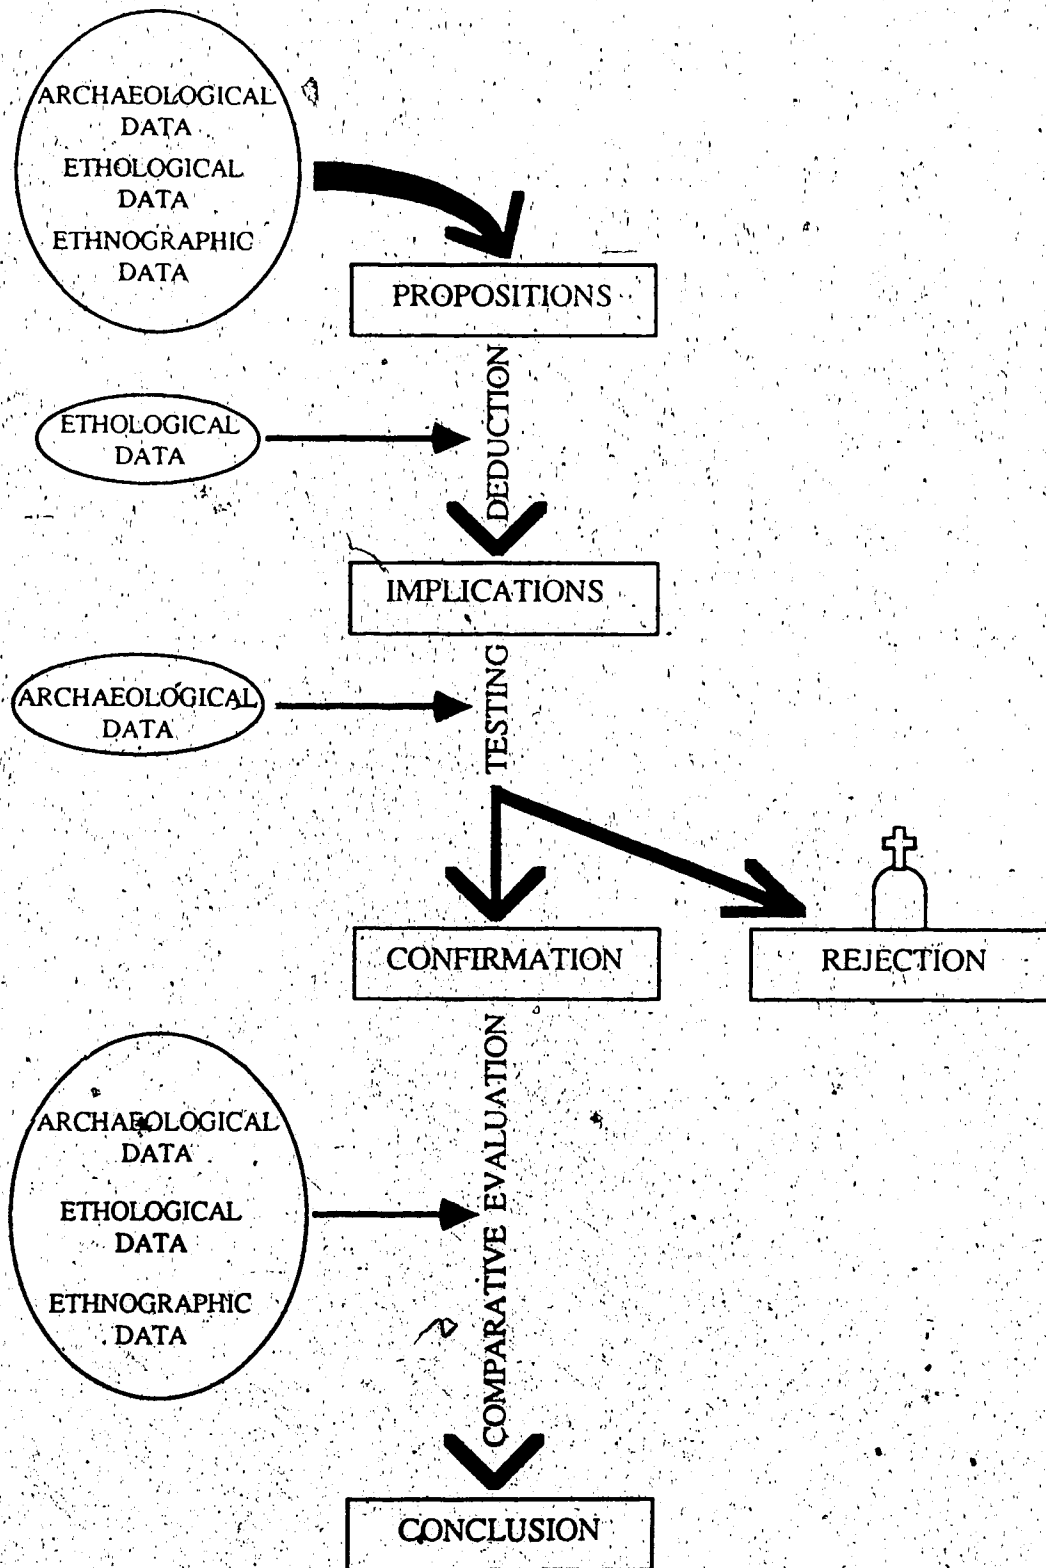 ARCHAEOLOGICAL
DATA
ETHOLOGICAL
DATA
ETHNOGRAPHIC
DATA
PROPOSITIONS
DEDUCTION
ETHOLOGICAL
DATA
IMPLICATIONS
TESTING
ARCHAEOLOGICAL
DATA
CONFIRMATION
REJECTION
COMPARATIVE EVALUATION
ARCHAEOLOGICAL
DATA
ETHOLOGICAL
DATA
ETHNOGRAPHIC
DATA
CONCLUSION